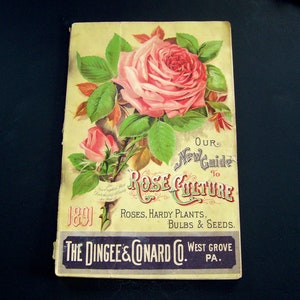 OUR
New Guide
TO
ROSE CULTURE
1891
ROSES, HARDY PLANTS,
BULBS & SEEDS.
THE DINGEE & CONARD CO. WEST GROVE
PA.